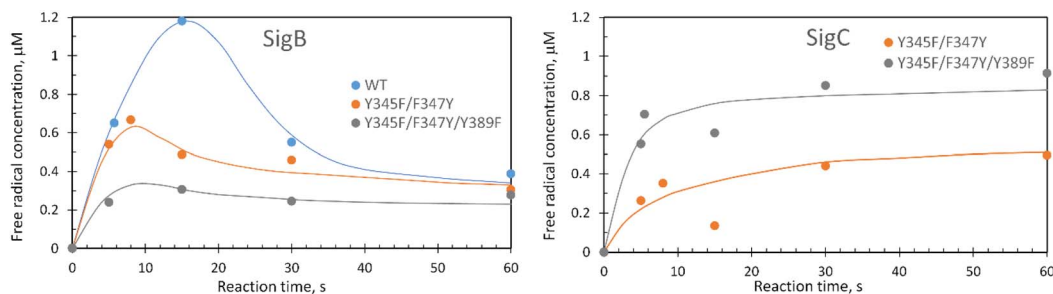 SigB
Free radical concentration, µM
1.2
1
0.8
0.6
0.4
0.2
0
WT
Y345F/F347Y
Y345F/F347Y/Y389F
0 10 20 30 40 50 60
Reaction time, s
SigC
Free radical concentration, µM
1.2
1
0.8
0.6
0.4
0.2
0
Y345F/F347Y
Y345F/F347Y/Y389F
0 10 20 30 40 50 60
Reaction time, s